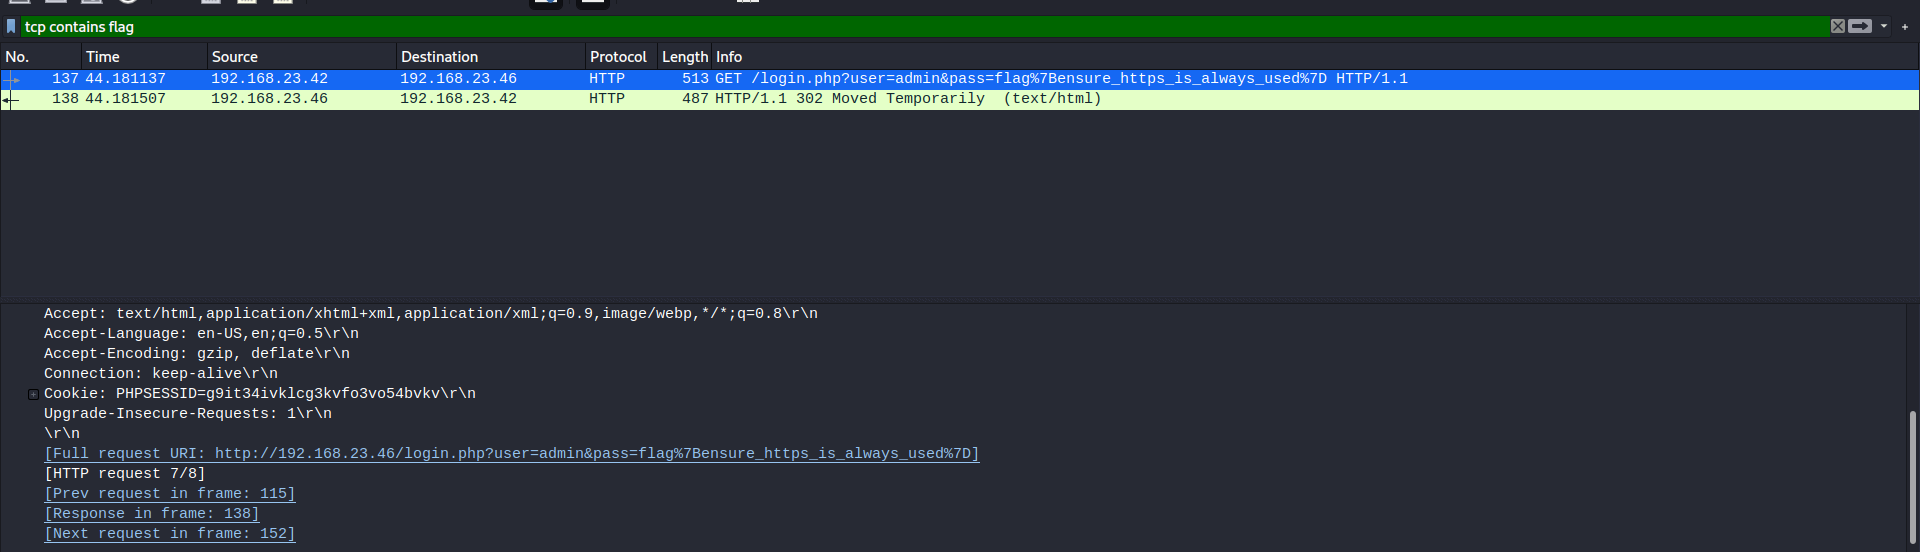 tcp contains flag
No. Time Source Destination Protocol Length Info
137 44.181137 192.168.23.42 192.168.23.46 HTTP 513 GET /login.php?user=admin&pass=flag%7Bensure_https_is_always_used%7D HTTP/1.1
138 44.181507 192.168.23.46 192.168.23.42 HTTP 487 HTTP/1.1 302 Moved Temporarily (text/html)
Accept: text/html,application/xhtml+xml,application/xml;q=0.9,image/webp,*/*;q=0.8\r\n
Accept-Language: en-US,en;q=0.5\r\n
Accept-Encoding: gzip, deflate\r\n
Connection: keep-alive\r\n
Cookie: PHPSESSID=g9it34ivklcg3kvfo3vo54bvkv\r\n
Upgrade-Insecure-Requests: 1\r\n
\r\n
[Full request URI: http://192.168.23.46/login.php?user=admin&pass=flag%7Bensure_https_is_always_used%7D]
[HTTP request 7/8]
[Prev request in frame: 115]
[Response in frame: 138]
[Next request in frame: 152]